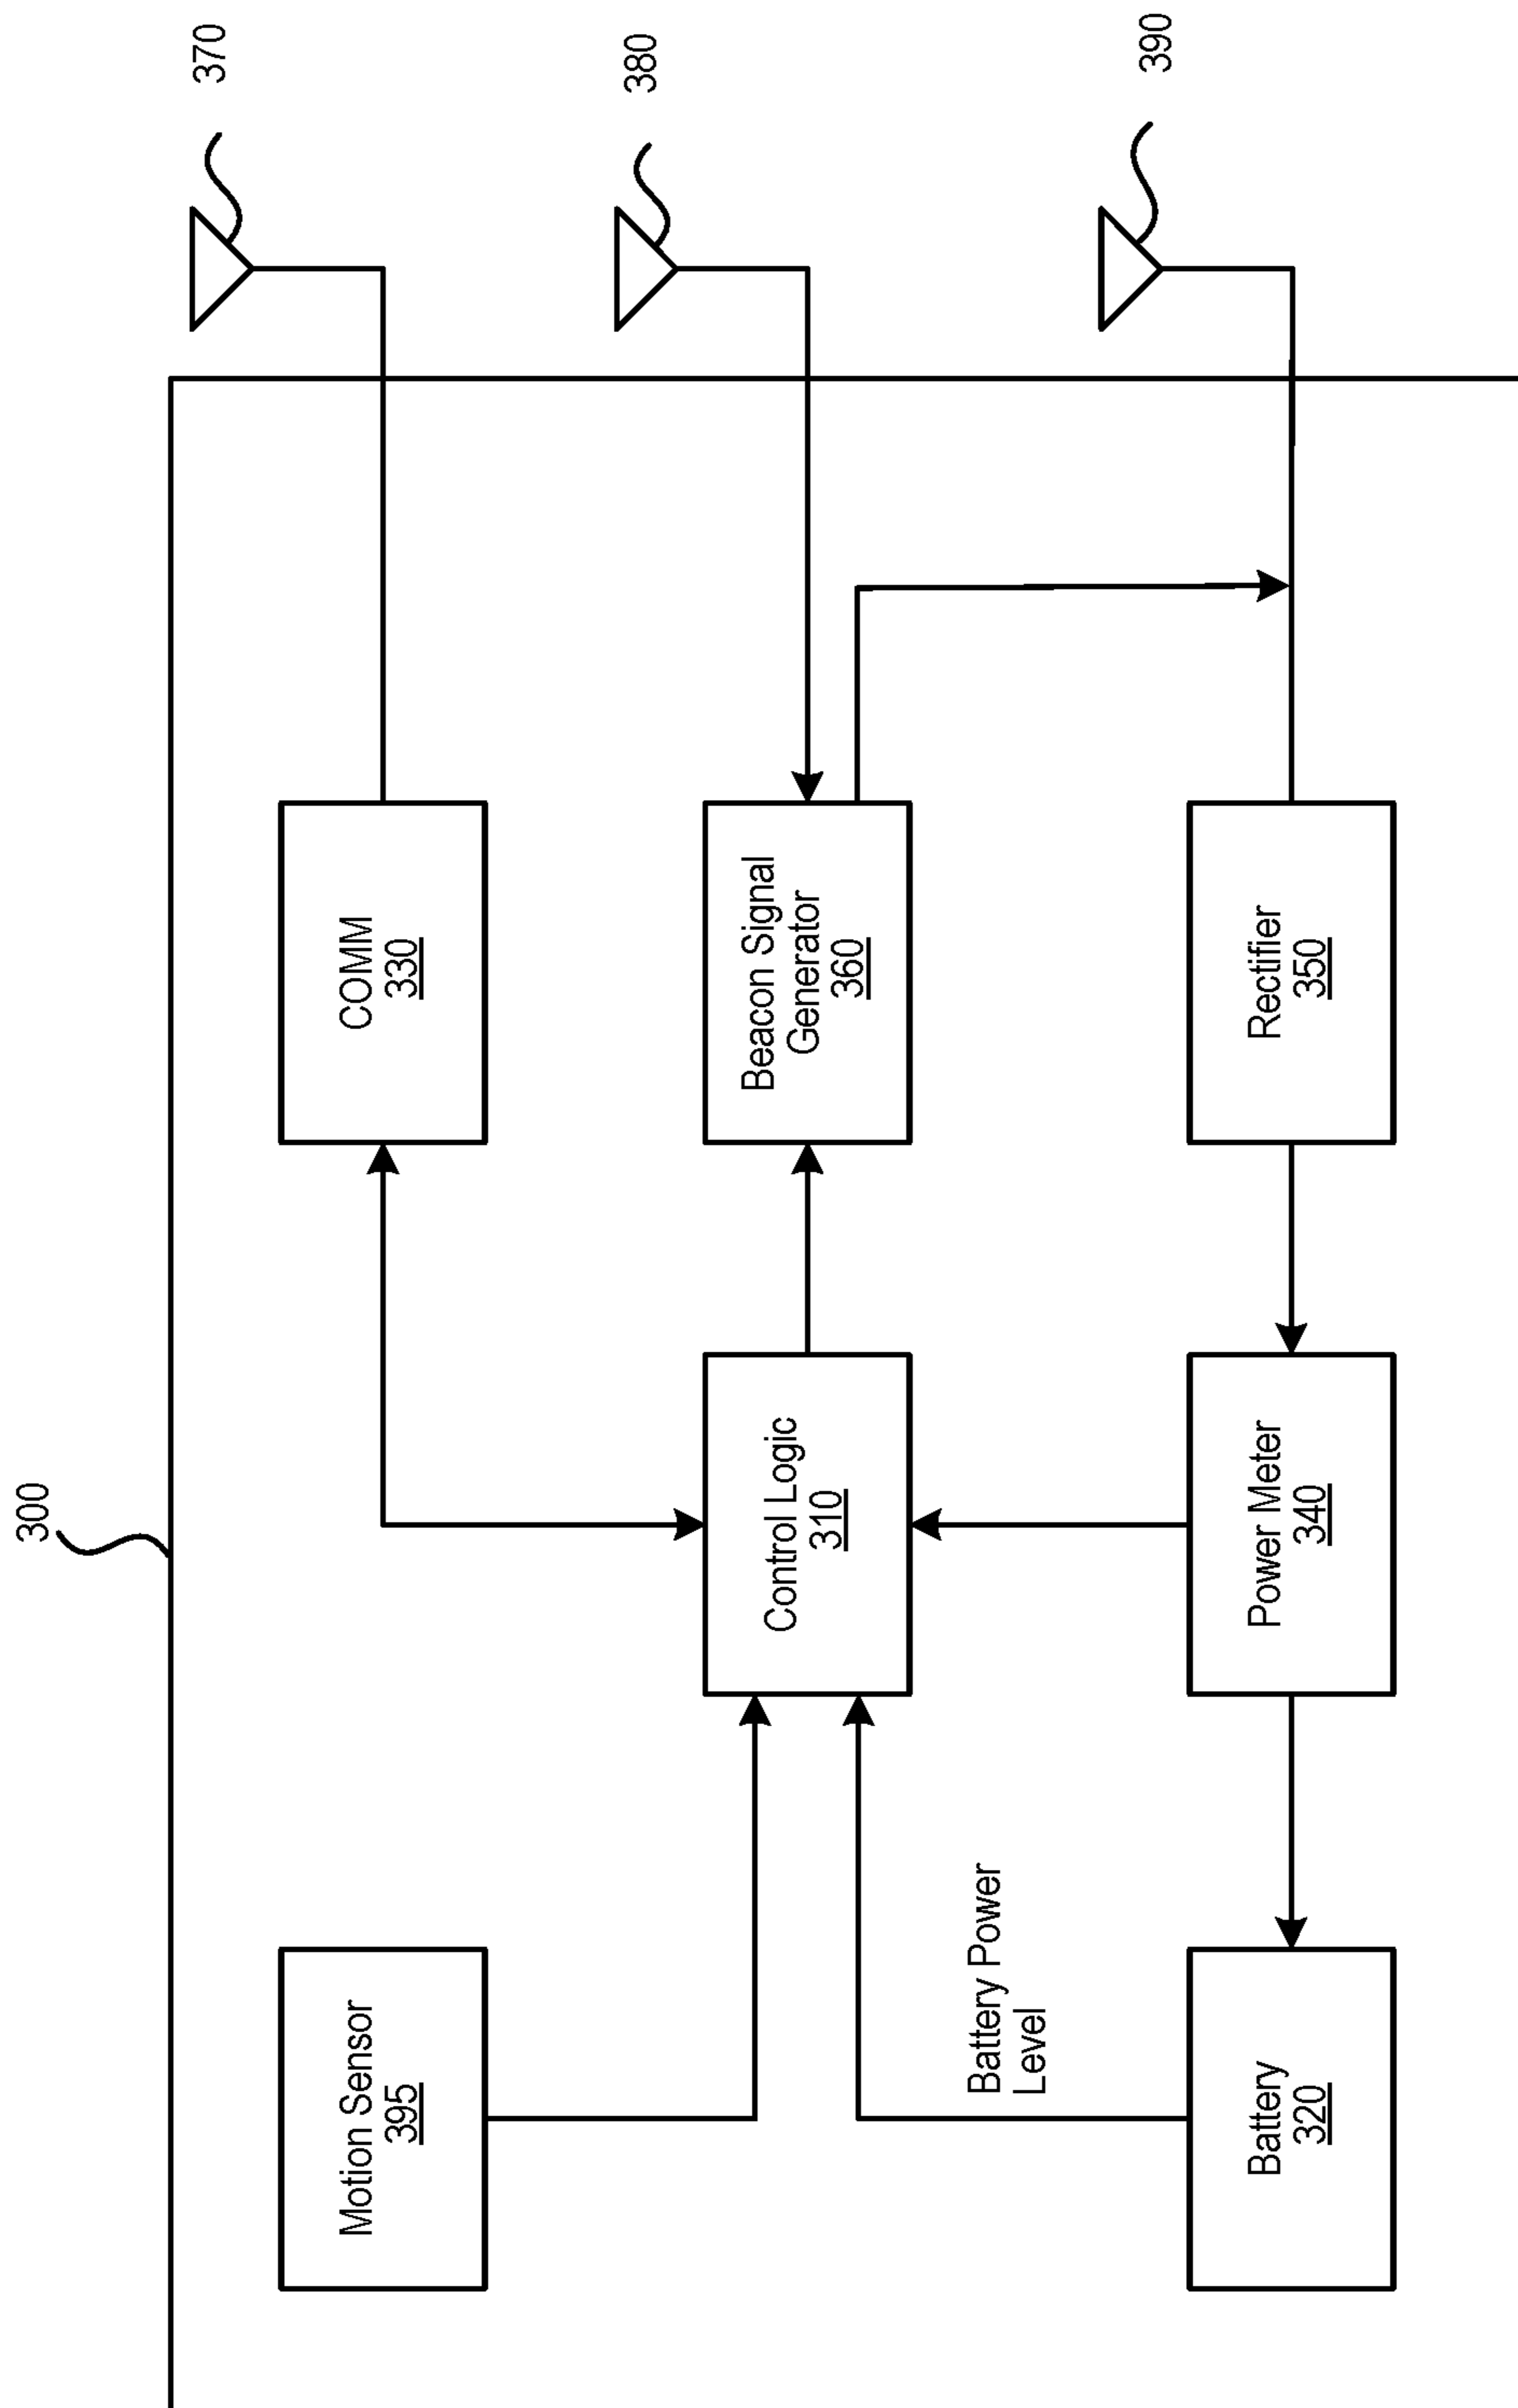 300
Motion Sensor
395
COMM
330
370
Control Logic
310
Beacon Signal
Generator
360
380
Battery Power
Level
Battery
320
Power Meter
340
Rectifier
350
390